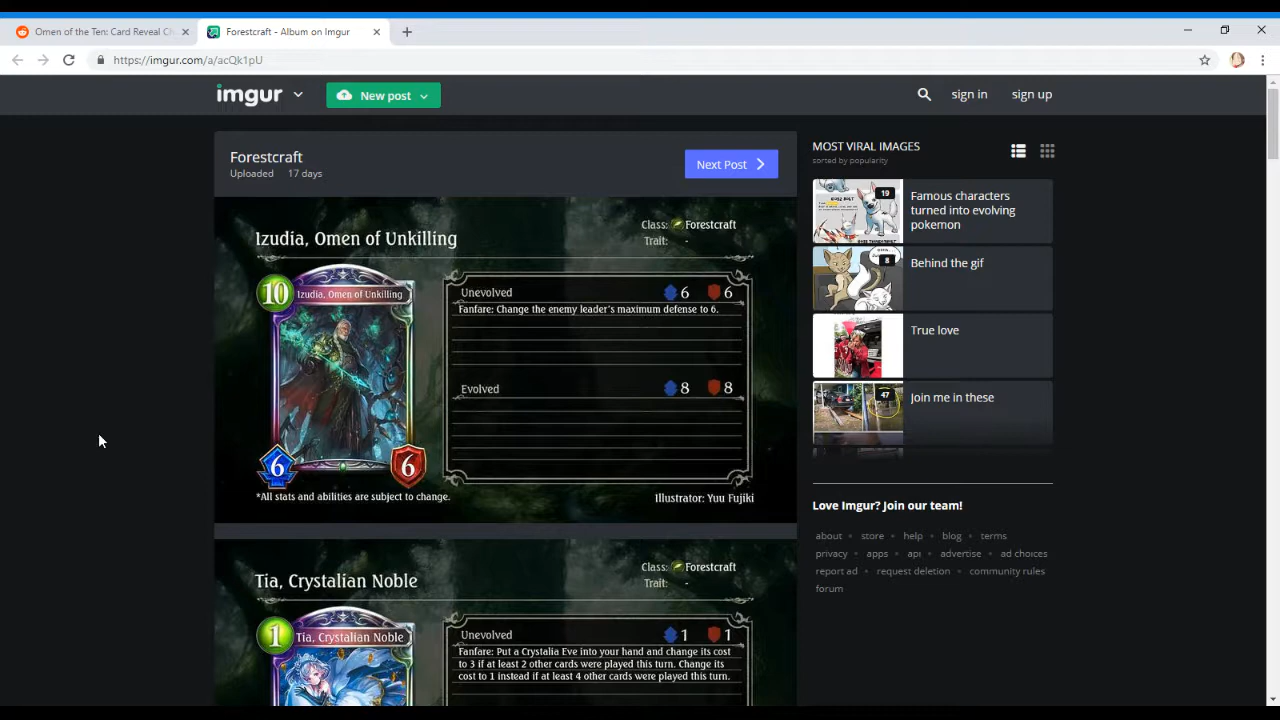 Omen of the Ten: Card Reveal Ch
Forestcraft - Album on Imgur
https://imgur.com/a/acQk1pU
imgur
New post
sign in
sign up
Forestcraft
Uploaded 17 days
Next Post
Izudia, Omen of Unkilling
Class: Forestcraft
Trait: -
10
Izudia, Omen of Unkilling
Unevolved 6 6
Fanfare: Change the enemy leader's maximum defense to 6.
Evolved 8 8
6 6
*All stats and abilities are subject to change.
Illustrator: Yuu Fujiki
Tia, Crystalian Noble
Class: Forestcraft
Trait: -
1
Tia, Crystalian Noble
Unevolved 1 1
Fanfare: Put a Crystalia Eve into your hand and change its cost
to 3 if at least 2 other cards were played this turn. Change its
cost to 1 instead if at least 4 other cards were played this turn.
MOST VIRAL IMAGES
sorted by popularity
19
Famous characters
turned into evolving
pokemon
8
Behind the gif
True love
47
Join me in these
Love Imgur? Join our team!
about store help blog terms
privacy apps api advertise ad choices
report ad request deletion community rules
forum